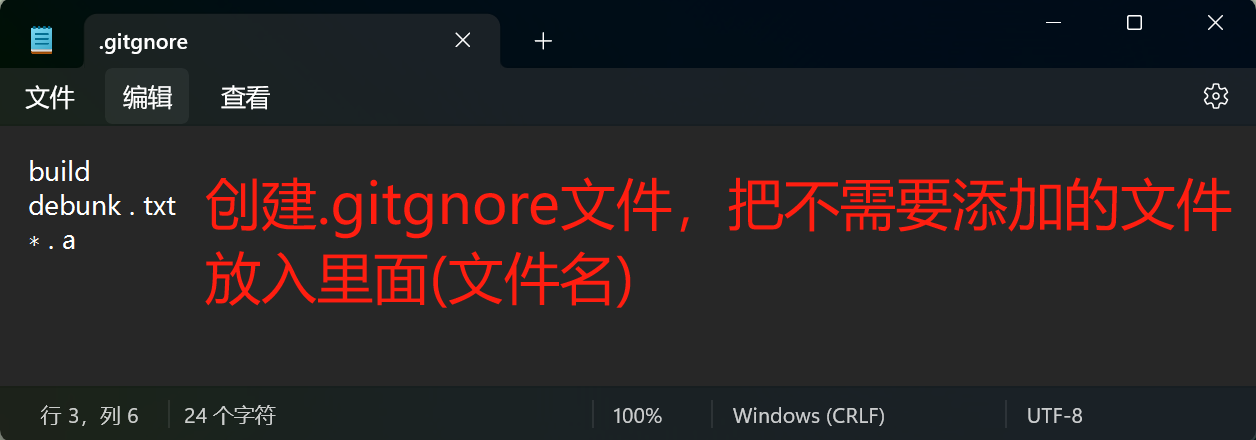 .gitgnore
文件 编辑 查看
build
debunk . txt
* . a
创建.gitgnore文件，把不需要添加的文件
放入里面(文件名)
行 3，列 6 24 个字符 100% Windows (CRLF) UTF-8